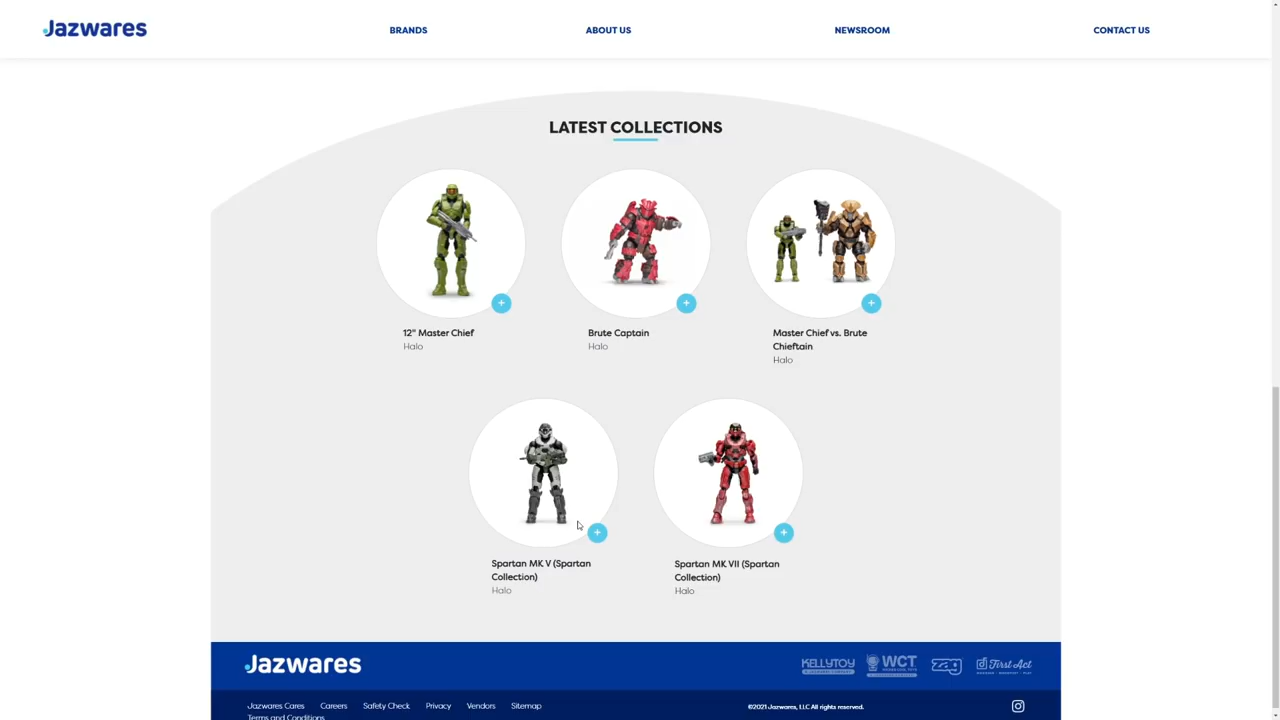 Jazwares
BRANDS
ABOUT US
NEWSROOM
CONTACT US
LATEST COLLECTIONS
12" Master Chief
Halo
Brute Captain
Halo
Master Chief vs. Brute
Chieftain
Halo
Spartan MK V (Spartan
Collection)
Halo
Spartan MK VII (Spartan
Collection)
Halo
Jazwares
KELLYTOY
WCT
zag
First Act
Jazwares Cares
Careers
Safety Check
Privacy
Vendors
Sitemap
Terms and Conditions
©2021 Jazwares, LLC All rights reserved.